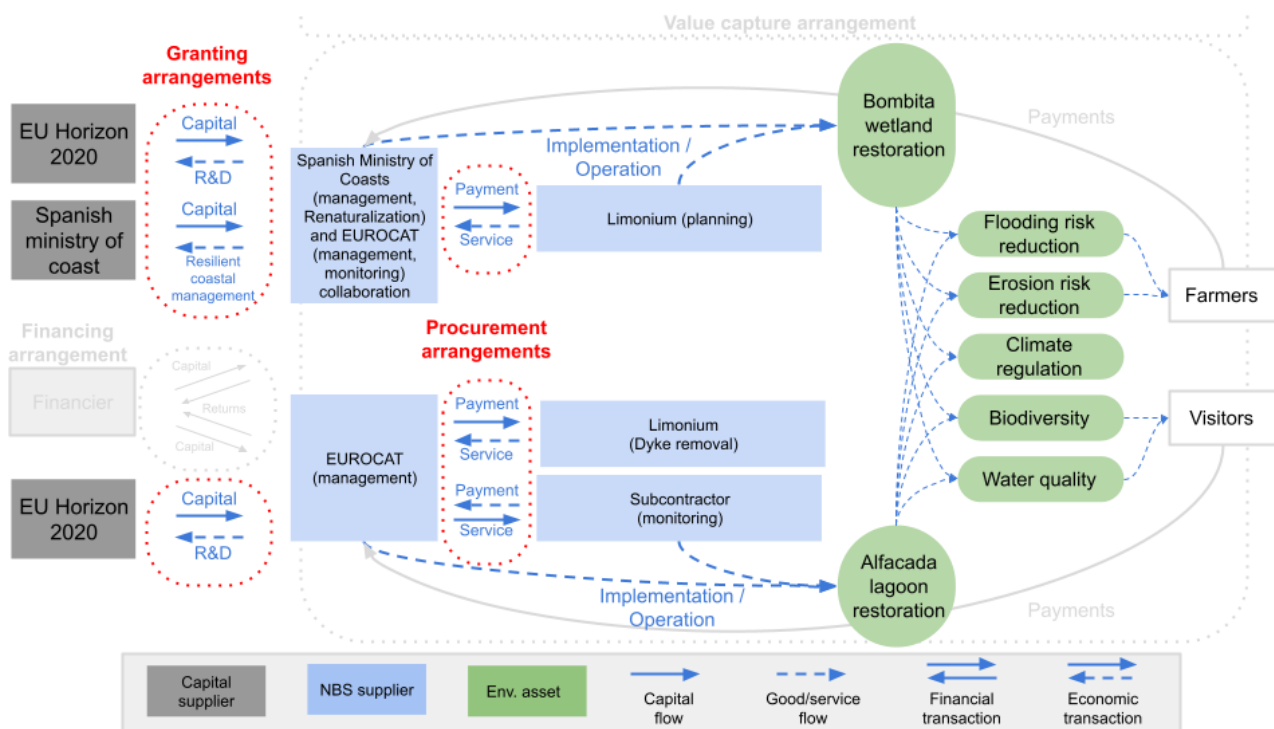 Value capture arrangement
Granting
arrangements
EU Horizon
2020
Capital
R&D
Spanish
ministry of
coast
Capital
Resilient
coastal
management
Spanish Ministry of
Coasts
(management,
Renaturalization)
and EUROCAT
(management,
monitoring)
collaboration
Payment
Service
Limonium (planning)
Implementation /
Operation
Bombita
wetland
restoration
Payments
Flooding risk
reduction
Erosion risk
reduction
Climate
regulation
Biodiversity
Water quality
Farmers
Visitors
Financing
arrangement
Financier
Capital
Returns
Capital
Procurement
arrangements
EU Horizon
2020
Capital
R&D
EUROCAT
(management)
Payment
Service
Payment
Service
Limonium
(Dyke removal)
Subcontractor
(monitoring)
Implementation /
Operation
Alfacada
lagoon
restoration
Payments
Capital
supplier
NBS supplier
Env. asset
Capital
flow
Good/service
flow
Financial
transaction
Economic
transaction